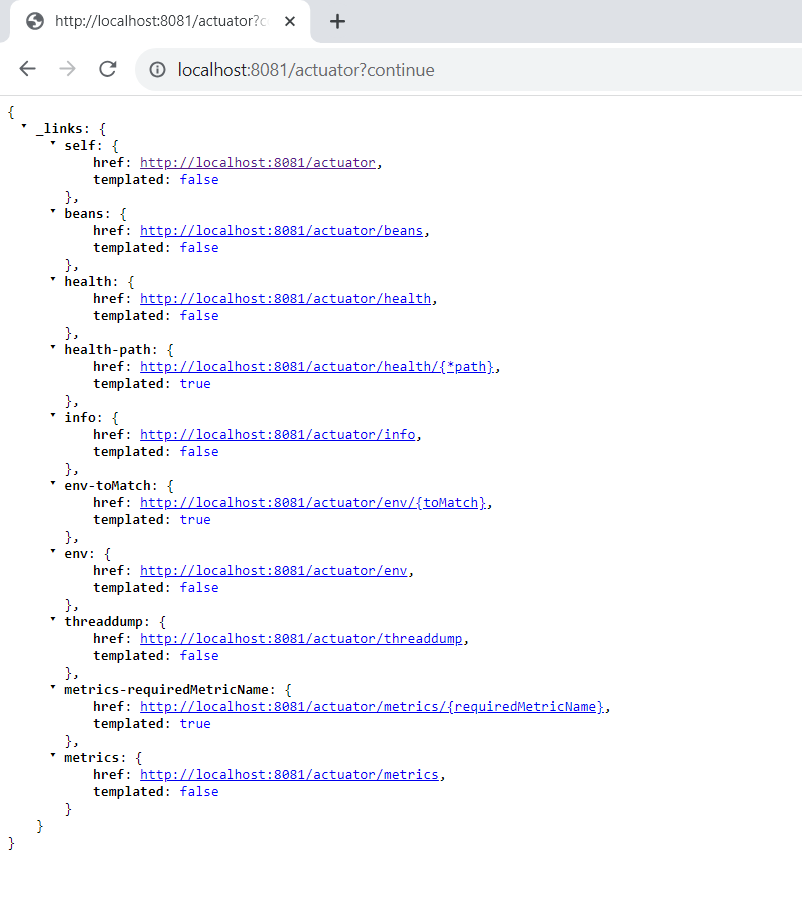 http://localhost:8081/actuator?c
localhost:8081/actuator?continue
{
_links: {
self: {
href: http://localhost:8081/actuator,
templated: false
},
beans: {
href: http://localhost:8081/actuator/beans,
templated: false
},
health: {
href: http://localhost:8081/actuator/health,
templated: false
},
health-path: {
href: http://localhost:8081/actuator/health/{*path},
templated: true
},
info: {
href: http://localhost:8081/actuator/info,
templated: false
},
env-toMatch: {
href: http://localhost:8081/actuator/env/{toMatch},
templated: true
},
env: {
href: http://localhost:8081/actuator/env,
templated: false
},
threaddump: {
href: http://localhost:8081/actuator/threaddump,
templated: false
},
metrics-requiredMetricName: {
href: http://localhost:8081/actuator/metrics/{requiredMetricName},
templated: true
},
metrics: {
href: http://localhost:8081/actuator/metrics,
templated: false
}
}
}